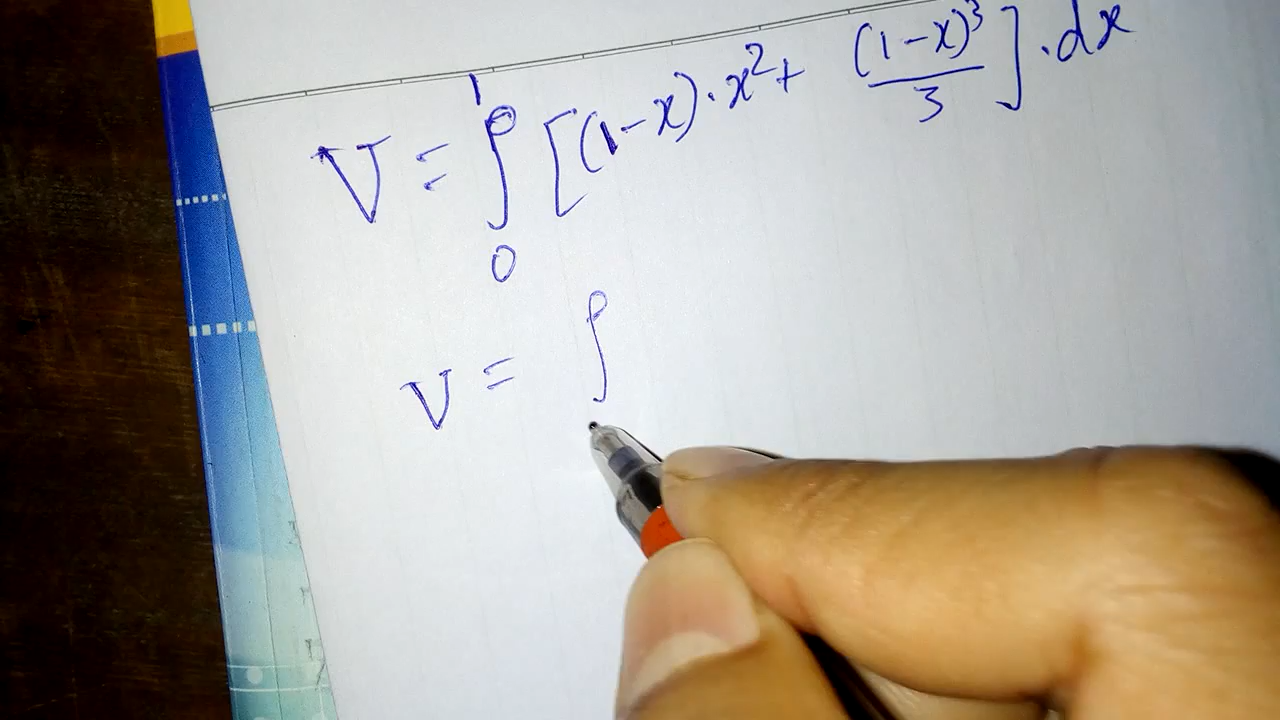 V = ∫₀¹ [(1-x)·x² + (1-x)³/3]·dx
V = ∫